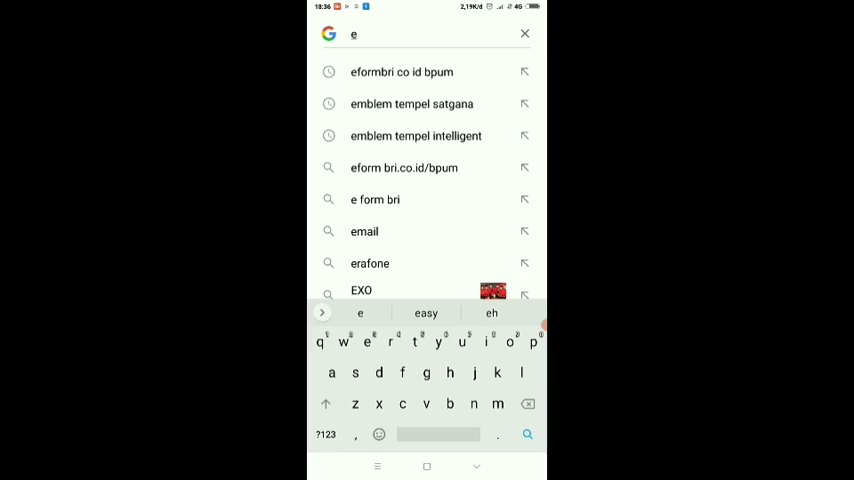 18:36 2,19K/d 4G
e
eformbri co id bpum
emblem tempel satgana
emblem tempel intelligent
eform bri.co.id/bpum
e form bri
email
erafone
EXO
e easy eh
q w e r t y u i o p
a s d f g h j k l
z x c v b n m
?123 , .